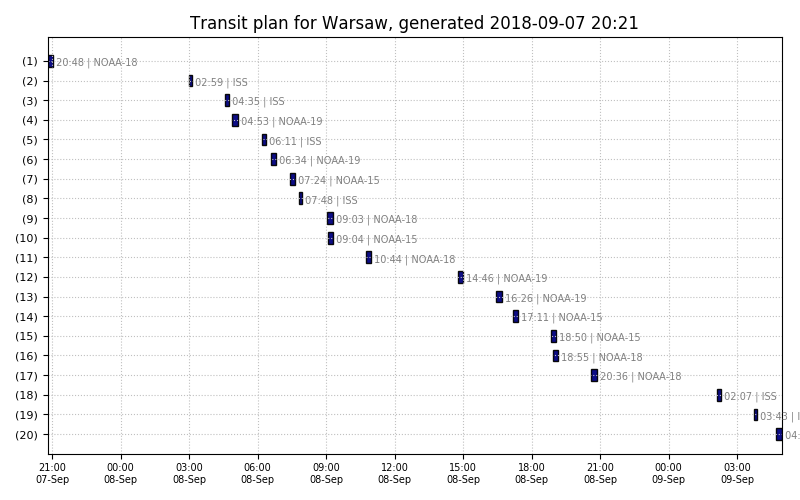 Transit plan for Warsaw, generated 2018-09-07 20:21
(1) 20:48 | NOAA-18
(2) 02:59 | ISS
(3) 04:35 | ISS
(4) 04:53 | NOAA-19
(5) 06:11 | ISS
(6) 06:34 | NOAA-19
(7) 07:24 | NOAA-15
(8) 07:48 | ISS
(9) 09:03 | NOAA-18
(10) 09:04 | NOAA-15
(11) 10:44 | NOAA-18
(12) 14:46 | NOAA-19
(13) 16:26 | NOAA-19
(14) 17:11 | NOAA-15
(15) 18:50 | NOAA-15
(16) 18:55 | NOAA-18
(17) 20:36 | NOAA-18
(18) 02:07 | ISS
(19) 03:43 |
(20) 04:
21:00 00:00 03:00 06:00 09:00 12:00 15:00 18:00 21:00 00:00 03:00
07-Sep 08-Sep 08-Sep 08-Sep 08-Sep 08-Sep 08-Sep 08-Sep 08-Sep 09-Sep 09-Sep